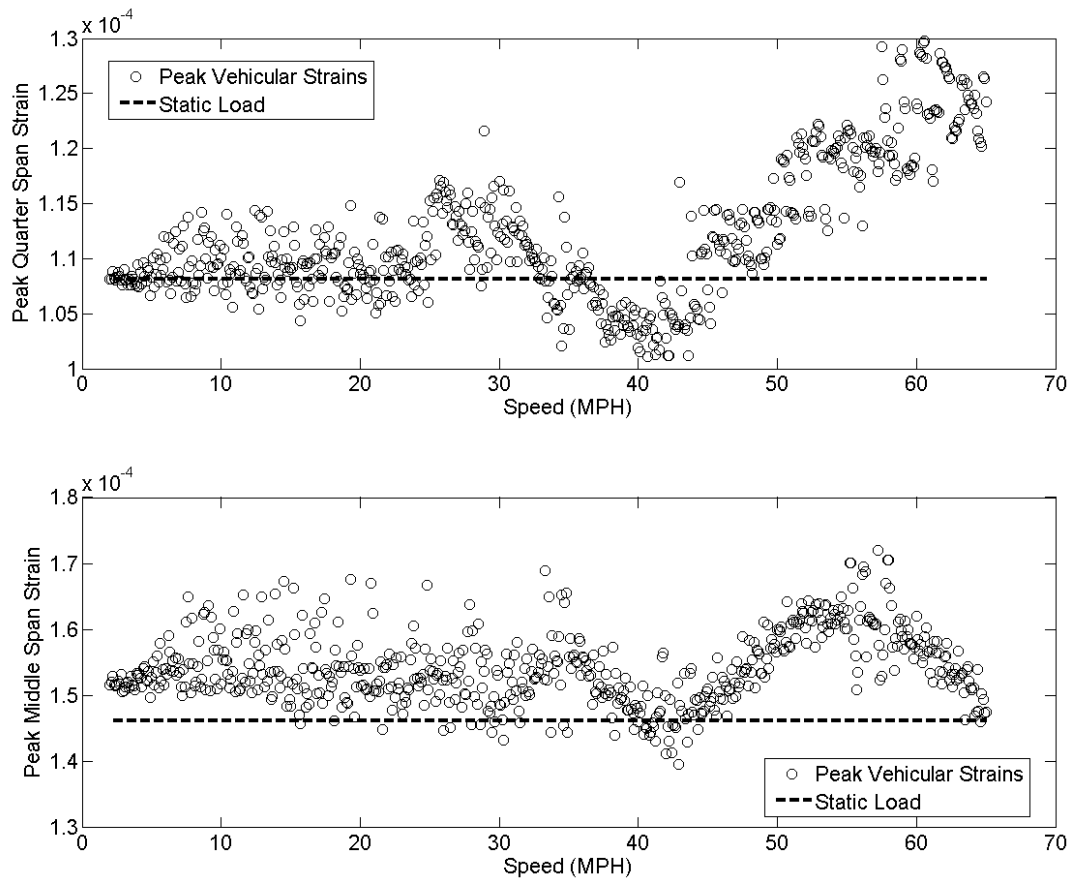 x 10-4
1.3
1.25
1.2
1.15
1.1
1.05
1
Peak Quarter Span Strain
Peak Vehicular Strains
Static Load
0 10 20 30 40 50 60 70
Speed (MPH)
x 10-4
1.8
1.7
1.6
1.5
1.4
1.3
Peak Middle Span Strain
Peak Vehicular Strains
Static Load
0 10 20 30 40 50 60 70
Speed (MPH)